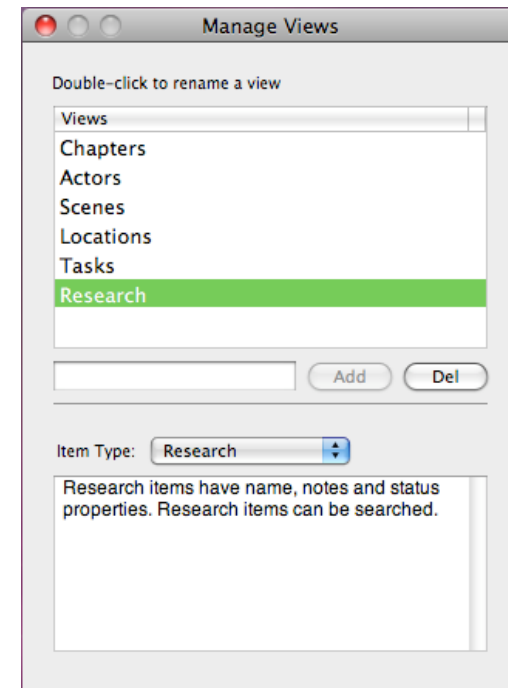 Manage Views
Double-click to rename a view
Views
Chapters
Actors
Scenes
Locations
Tasks
Research
Add
Del
Item Type: Research
Research items have name, notes and status
properties. Research items can be searched.